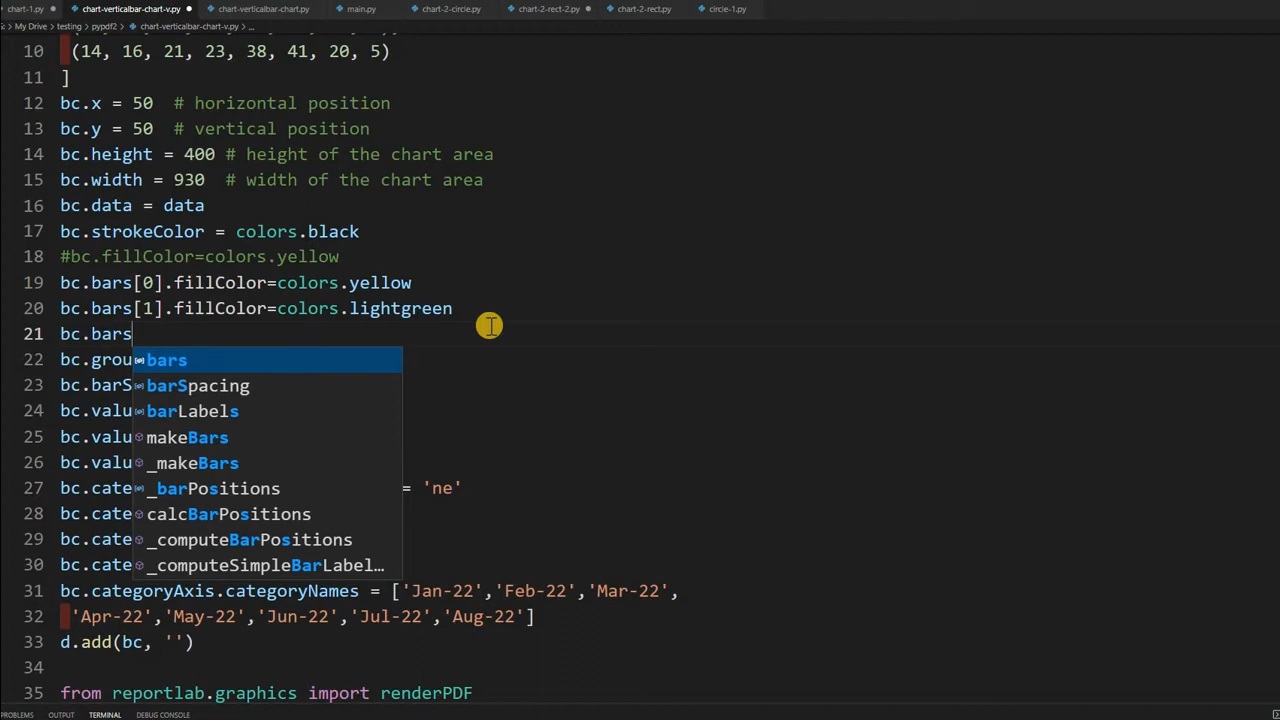 chart-1.py chart-verticalbar-chart-v.py chart-verticalbar-chart.py main.py chart-2-circle.py chart-2-rect-2.py chart-2-rect.py circle-1.py
My Drive > testing > pypdf2 > chart-verticalbar-chart-v.py > ...
10 (14, 16, 21, 23, 38, 41, 20, 5)
11 ]
12 bc.x = 50 # horizontal position
13 bc.y = 50 # vertical position
14 bc.height = 400 # height of the chart area
15 bc.width = 930 # width of the chart area
16 bc.data = data
17 bc.strokeColor = colors.black
18 #bc.fillColor=colors.yellow
19 bc.bars[0].fillColor=colors.yellow
20 bc.bars[1].fillColor=colors.lightgreen
21 bc.bars
22 bc.grou bars
23 bc.barS barSpacing
24 bc.valu barLabels
25 bc.valu makeBars
26 bc.valu _makeBars
27 bc.cate _barPositions = 'ne'
28 bc.cate calcBarPositions
29 bc.cate _computeBarPositions
30 bc.cate _computeSimpleBarLabel…
31 bc.categoryAxis.categoryNames = ['Jan-22','Feb-22','Mar-22',
32 'Apr-22','May-22','Jun-22','Jul-22','Aug-22']
33 d.add(bc, '')
34
35 from reportlab.graphics import renderPDF
PROBLEMS OUTPUT TERMINAL DEBUG CONSOLE